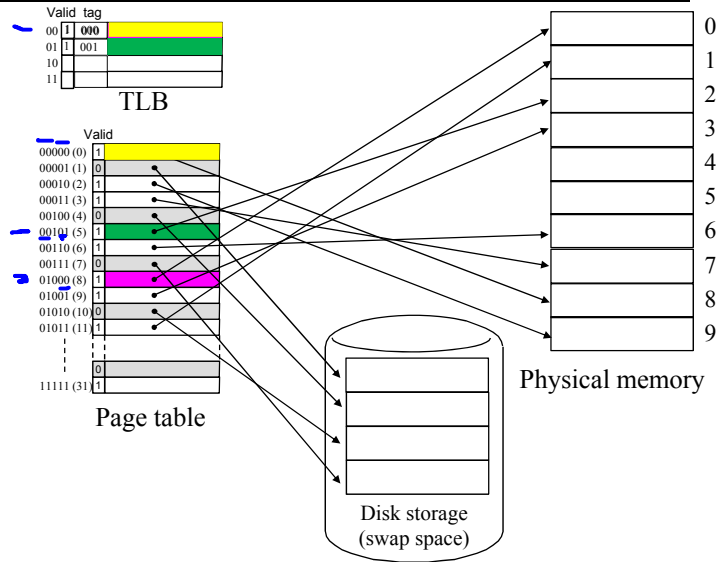 Valid tag
00 1 000
01 1 001
10
11
TLB
Valid
00000 (0) 1
00001 (1) 0
00010 (2) 1
00011 (3) 1
00100 (4) 0
00101 (5) 1
00110 (6) 1
00111 (7) 0
01000 (8) 1
01001 (9) 1
01010 (10) 0
01011 (11) 1
0
11111 (31) 1
Page table
0
1
2
3
4
5
6
7
8
9
Physical memory
Disk storage
(swap space)